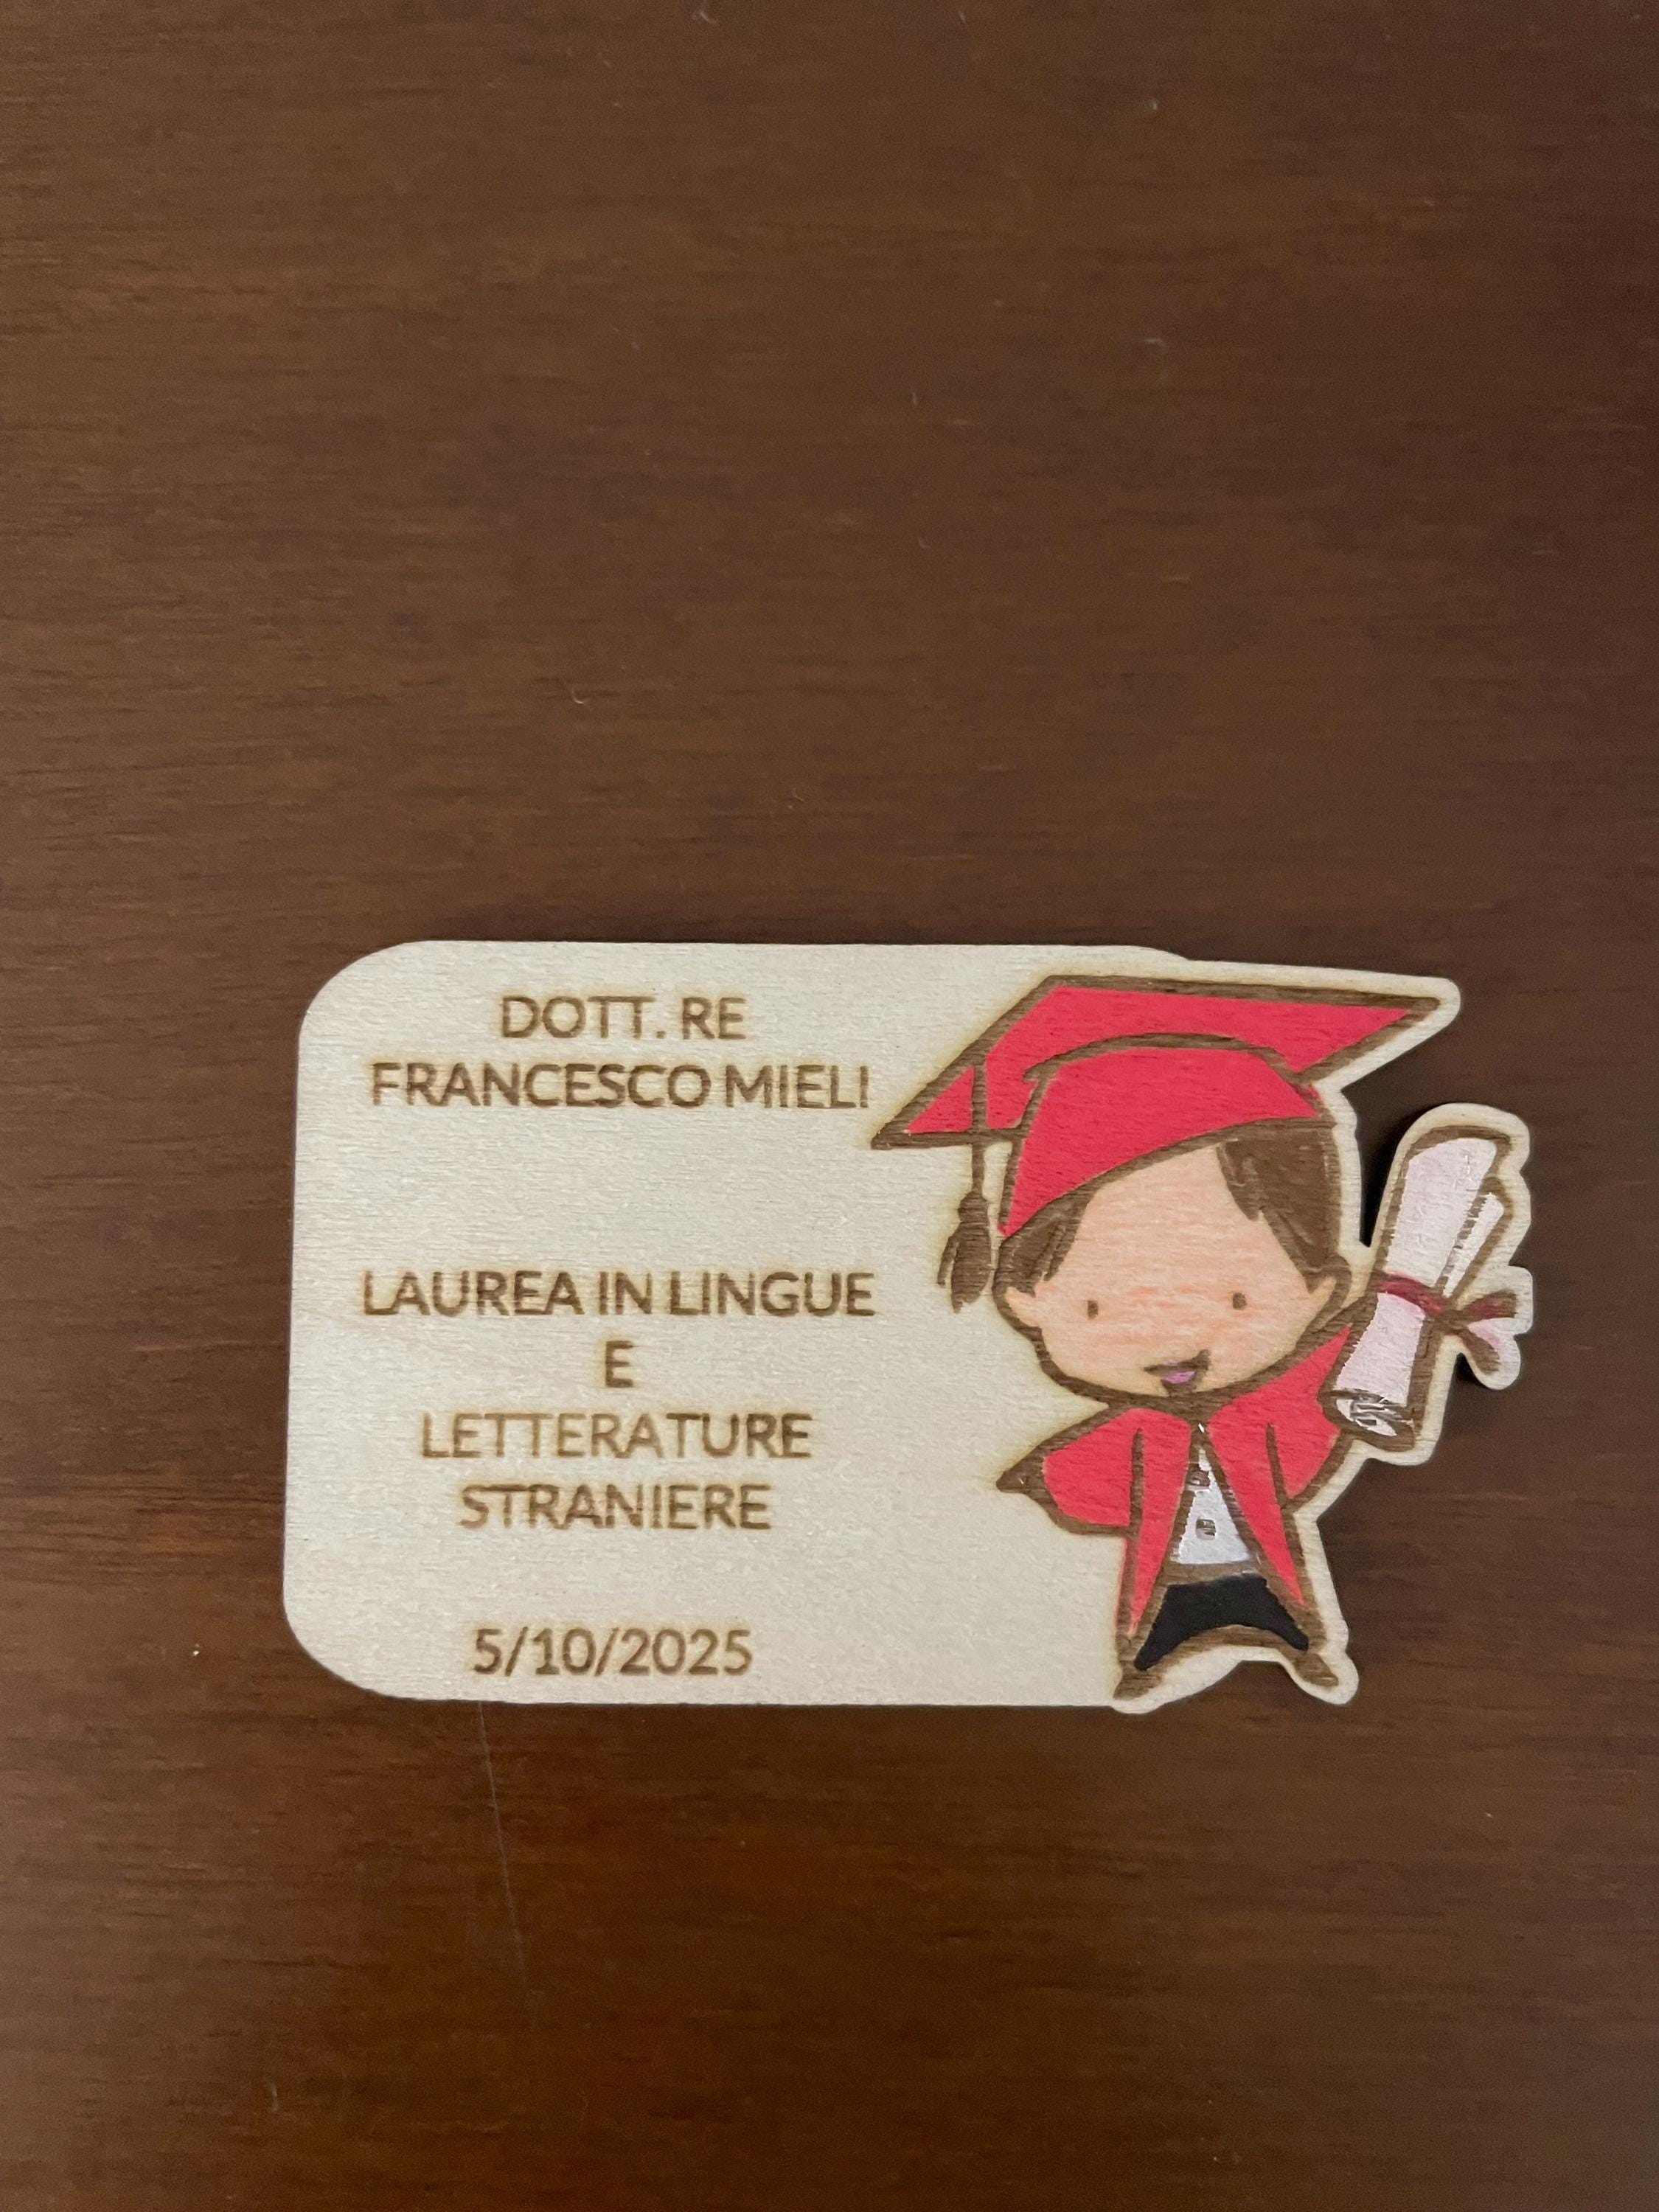 DOTT. RE
FRANCESCO MIELI
LAUREA IN LINGUE
E
LETTERATURE
STRANIERE
5/10/2025